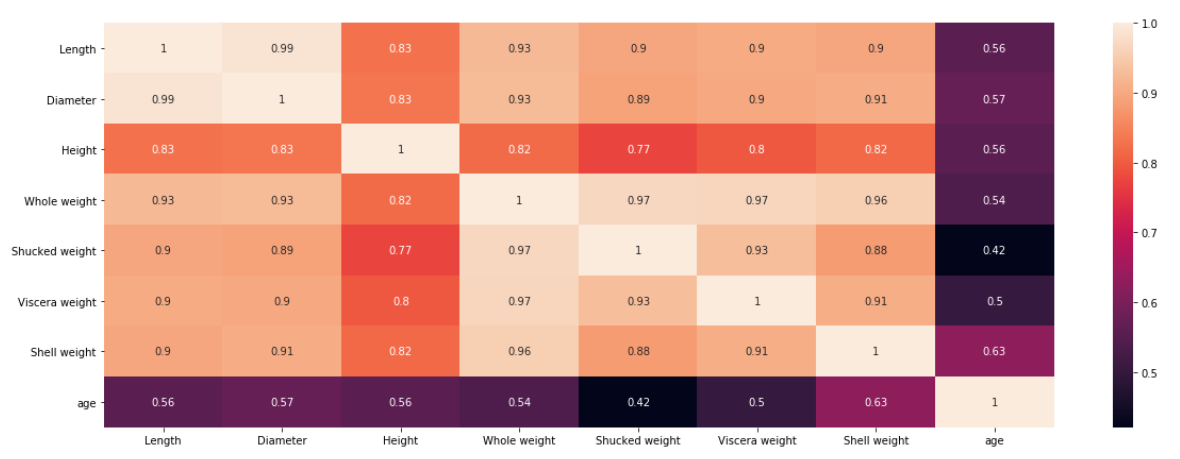 Length 1 0.99 0.83 0.93 0.9 0.9 0.9 0.56
Diameter 0.99 1 0.83 0.93 0.89 0.9 0.91 0.57
Height 0.83 0.83 1 0.82 0.77 0.8 0.82 0.56
Whole weight 0.93 0.93 0.82 1 0.97 0.97 0.96 0.54
Shucked weight 0.9 0.89 0.77 0.97 1 0.93 0.88 0.42
Viscera weight 0.9 0.9 0.8 0.97 0.93 1 0.91 0.5
Shell weight 0.9 0.91 0.82 0.96 0.88 0.91 1 0.63
age 0.56 0.57 0.56 0.54 0.42 0.5 0.63 1
Length Diameter Height Whole weight Shucked weight Viscera weight Shell weight age
1.0
0.9
0.8
0.7
0.6
0.5